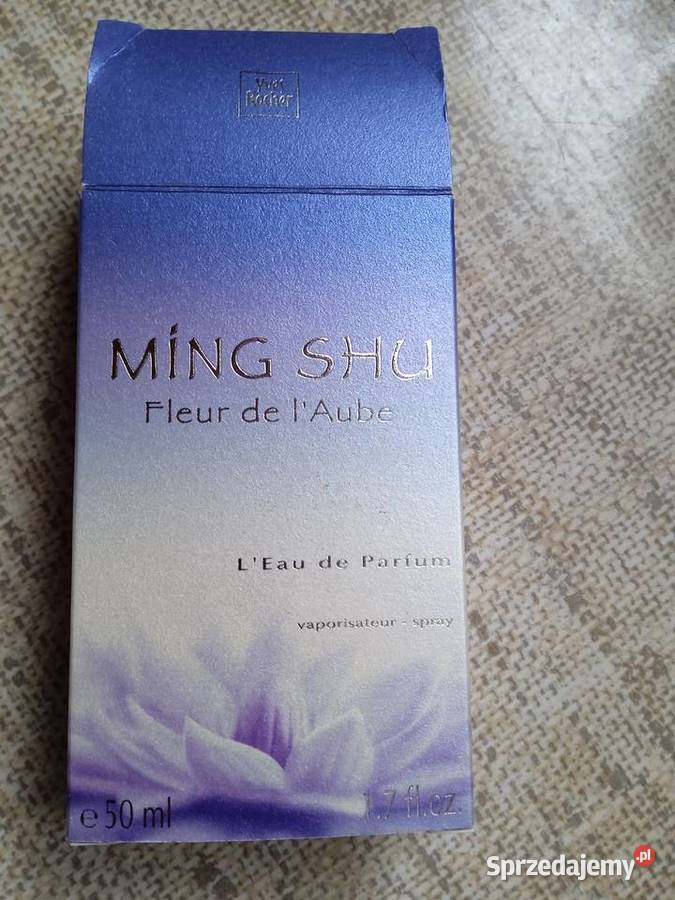 Yves
Rocher
MÍNG SHU
Fleur de l'Aube
L'Eau de Parfum
vaporisateur - spray
e 50 ml
1.7 fl.oz.
Sprzedajemy.pl